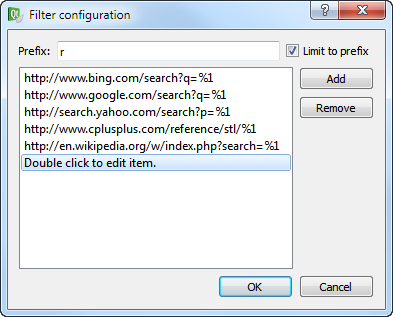 Filter configuration
Prefix: r Limit to prefix
http://www.bing.com/search?q=%1
http://www.google.com/search?q=%1
http://search.yahoo.com/search?p=%1
http://www.cplusplus.com/reference/stl/%1
http://en.wikipedia.org/w/index.php?search=%1
Double click to edit item.
Add
Remove
OK Cancel